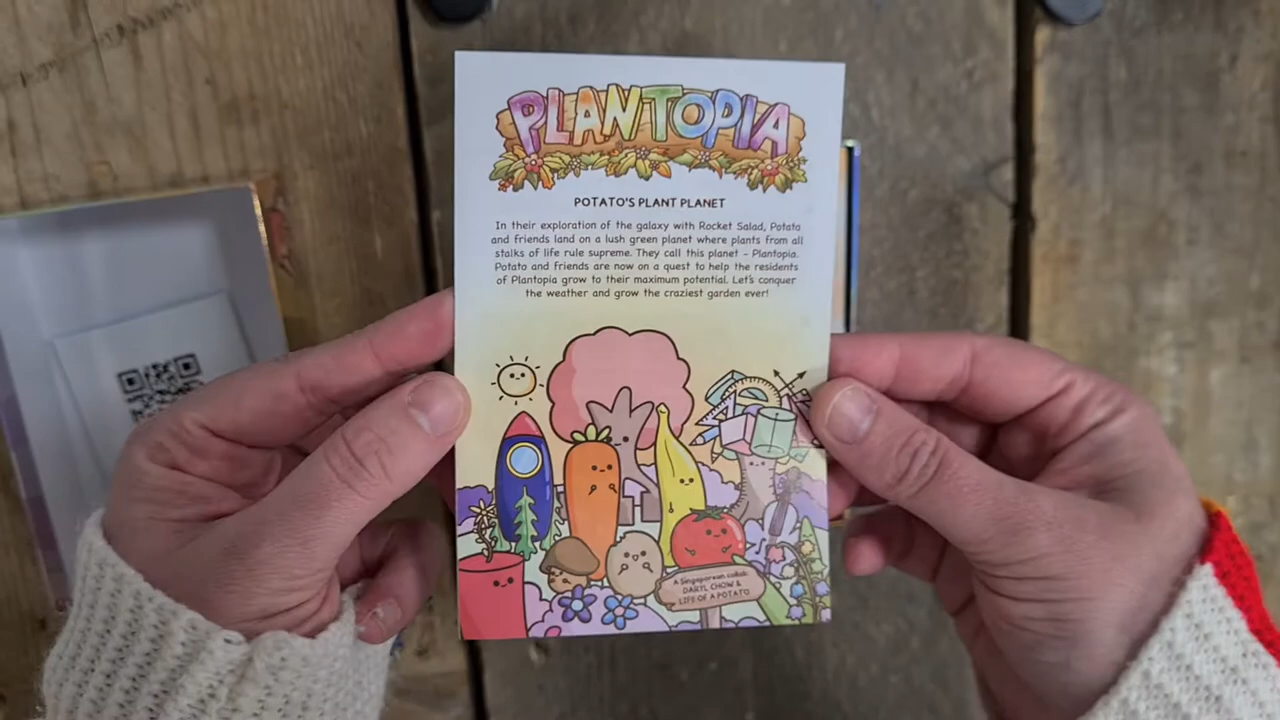 PLANTOPIA
POTATO'S PLANT PLANET
In their exploration of the galaxy with Rocket Salad, Potato
and friends land on a lush green planet where plants from all
stalks of life rule supreme. They call this planet – Plantopia.
Potato and friends are now on a quest to help the residents
of Plantopia grow to their maximum potential. Let's conquer
the weather and grow the craziest garden ever!
A Singaporean collab:
DARYL CHOW &
LIFE OF A POTATO